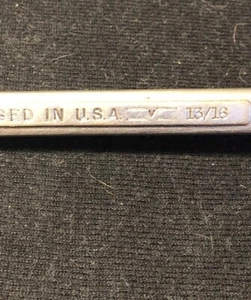 GED IN U.S.A. V 13/16